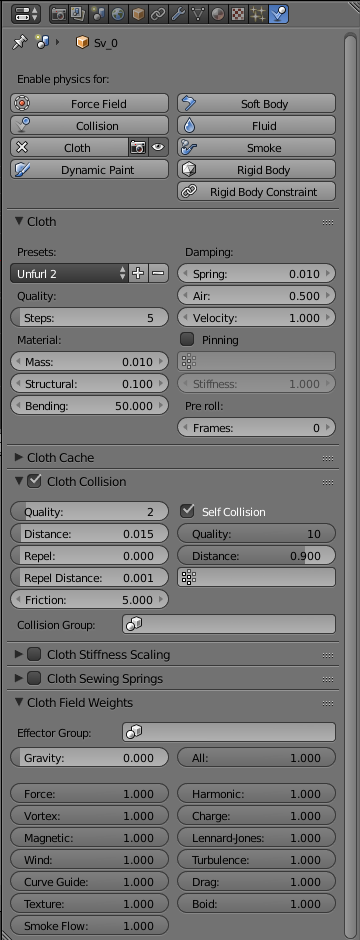 Sv_0
Enable physics for:
Force Field
Soft Body
Collision
Fluid
Cloth
Smoke
Dynamic Paint
Rigid Body
Rigid Body Constraint
Cloth
Presets:
Damping:
Unfurl 2
Spring: 0.010
Quality:
Air: 0.500
Steps: 5
Velocity: 1.000
Material:
Pinning
Mass: 0.010
Structural: 0.100
Stiffness: 1.000
Bending: 50.000
Pre roll:
Frames: 0
Cloth Cache
Cloth Collision
Quality: 2
Self Collision
Distance: 0.015
Quality: 10
Repel: 0.000
Distance: 0.900
Repel Distance: 0.001
Friction: 5.000
Collision Group:
Cloth Stiffness Scaling
Cloth Sewing Springs
Cloth Field Weights
Effector Group:
Gravity: 0.000
All: 1.000
Force: 1.000
Harmonic: 1.000
Vortex: 1.000
Charge: 1.000
Magnetic: 1.000
Lennard-Jones: 1.000
Wind: 1.000
Turbulence: 1.000
Curve Guide: 1.000
Drag: 1.000
Texture: 1.000
Boid: 1.000
Smoke Flow: 1.000